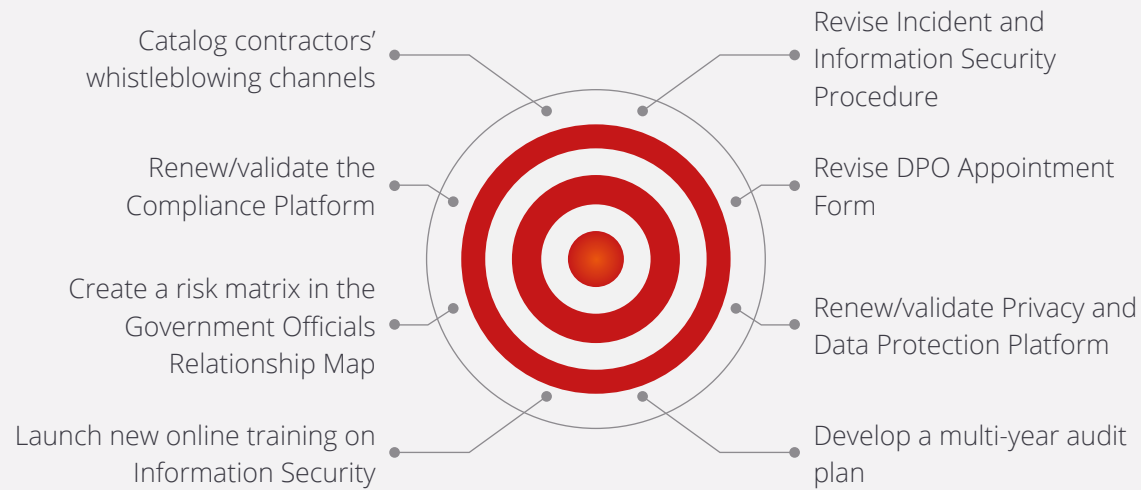 Catalog contractors’
whistleblowing channels
Renew/validate the
Compliance Platform
Create a risk matrix in the
Government Officials
Relationship Map
Launch new online training on
Information Security
Revise Incident and
Information Security
Procedure
Revise DPO Appointment
Form
Renew/validate Privacy and
Data Protection Platform
Develop a multi-year audit
plan